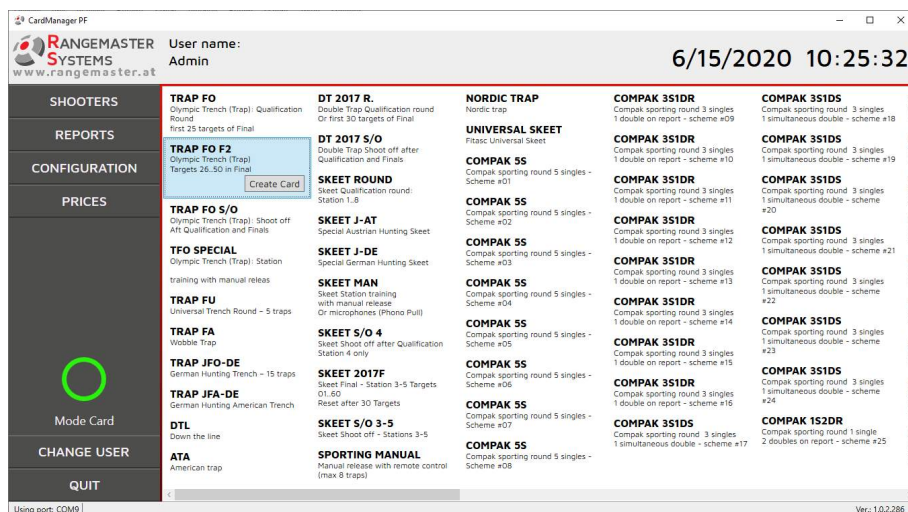 CardManager PF
RANGEMASTER
SYSTEMS
www.rangemaster.at
User name:
Admin
6/15/2020 10:25:32
SHOOTERS
REPORTS
CONFIGURATION
PRICES
Mode Card
CHANGE USER
QUIT
TRAP FO
Olympic Trench (Trap): Qualification
Round
first 25 targets of Final
TRAP FO F2
Olympic Trench (Trap)
Targets 26..50 in Final
Create Card
TRAP FO S/O
Olympic Trench (Trap): Shoot off
Aft Qualification and Finals
TFO SPECIAL
Olympic Trench (Trap): Station
training with manual releas
TRAP FU
Universal Trench Round - 5 traps
TRAP FA
Wobble Trap
TRAP JFO-DE
German Hunting Trench - 15 traps
TRAP JFA-DE
German Hunting American Trench
DTL
Down the line
ATA
American trap
DT 2017 R.
Double Trap Qualification round
Or first 30 targets of Final
DT 2017 S/O
Double Trap Shoot off after
Qualification and Finals
SKEET ROUND
Skeet Qualification round:
Station 1..8
SKEET J-AT
Special Austrian Hunting Skeet
SKEET J-DE
Special German Hunting Skeet
SKEET MAN
Skeet Station training
with manual release
Or microphones (Phono Pull)
SKEET S/O 4
Skeet Shoot off after Qualification
Station 4 only
SKEET 2017F
Skeet Final - Station 3-5 Targets
01..60
Reset after 30 Targets
SKEET S/O 3-5
Skeet Shoot off - Stations 3-5
SPORTING MANUAL
Manual release with remote control
(max 8 traps)
NORDIC TRAP
Nordic trap
UNIVERSAL SKEET
Fitasc Universal Skeet
COMPAK 5S
Compak sporting round 5 singles -
Scheme #01
COMPAK 5S
Compak sporting round 5 singles -
Scheme #02
COMPAK 5S
Compak sporting round 5 singles -
Scheme #03
COMPAK 5S
Compak sporting round 5 singles -
Scheme #04
COMPAK 5S
Compak sporting round 5 singles -
Scheme #05
COMPAK 5S
Compak sporting round 5 singles -
Scheme #06
COMPAK 5S
Compak sporting round 5 singles -
Scheme #07
COMPAK 5S
Compak sporting round 5 singles -
Scheme #08
COMPAK 3S1DR
Compak sporting round 3 singles
1 double on report - scheme #09
COMPAK 3S1DR
Compak sporting round 3 singles
1 double on report - scheme #10
COMPAK 3S1DR
Compak sporting round 3 singles
1 double on report - scheme #11
COMPAK 3S1DR
Compak sporting round 3 singles
1 double on report - scheme #12
COMPAK 3S1DR
Compak sporting round 3 singles
1 double on report - scheme #13
COMPAK 3S1DR
Compak sporting round 3 singles
1 double on report - scheme #14
COMPAK 3S1DR
Compak sporting round 3 singles
1 double on report - scheme #15
COMPAK 3S1DR
Compak sporting round 3 singles
1 double on report - scheme #16
COMPAK 3S1DS
Compak sporting round 3 singles
1 simultaneous double - scheme #17
COMPAK 3S1DS
Compak sporting round 3 singles
1 simultaneous double - scheme #18
COMPAK 3S1DS
Compak sporting round 3 singles
1 simultaneous double - scheme #19
COMPAK 3S1DS
Compak sporting round 3 singles
1 simultaneous double - scheme
#20
COMPAK 3S1DS
Compak sporting round 3 singles
1 simultaneous double - scheme #21
COMPAK 3S1DS
Compak sporting round 3 singles
1 simultaneous double - scheme
#22
COMPAK 3S1DS
Compak sporting round 3 singles
1 simultaneous double - scheme
#23
COMPAK 3S1DS
Compak sporting round 3 singles
1 simultaneous double - scheme
#24
COMPAK 1S2DR
Compak sporting round 1 single
2 doubles on report - scheme #25
Using port: COM9
Ver.: 1.0.2.286